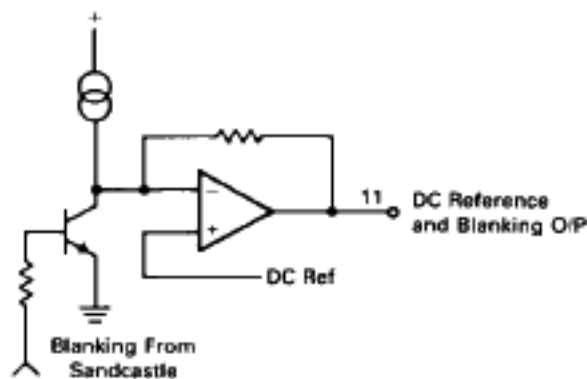 +
−
+
11
DC Reference
and Blanking O/P
DC Ref
Blanking From
Sandcastle